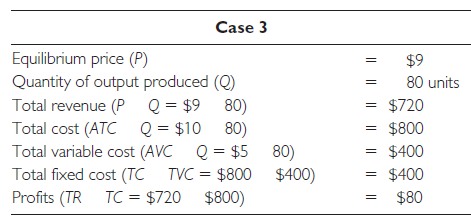 Case 3
Equilibrium price (P) = $9
Quantity of output produced (Q) = 80 units
Total revenue (P Q = $9 80) = $720
Total cost (ATC Q = $10 80) = $800
Total variable cost (AVC Q = $5 80) = $400
Total fixed cost (TC TVC = $800 $400) = $400
Profits (TR TC = $720 $800) = $80